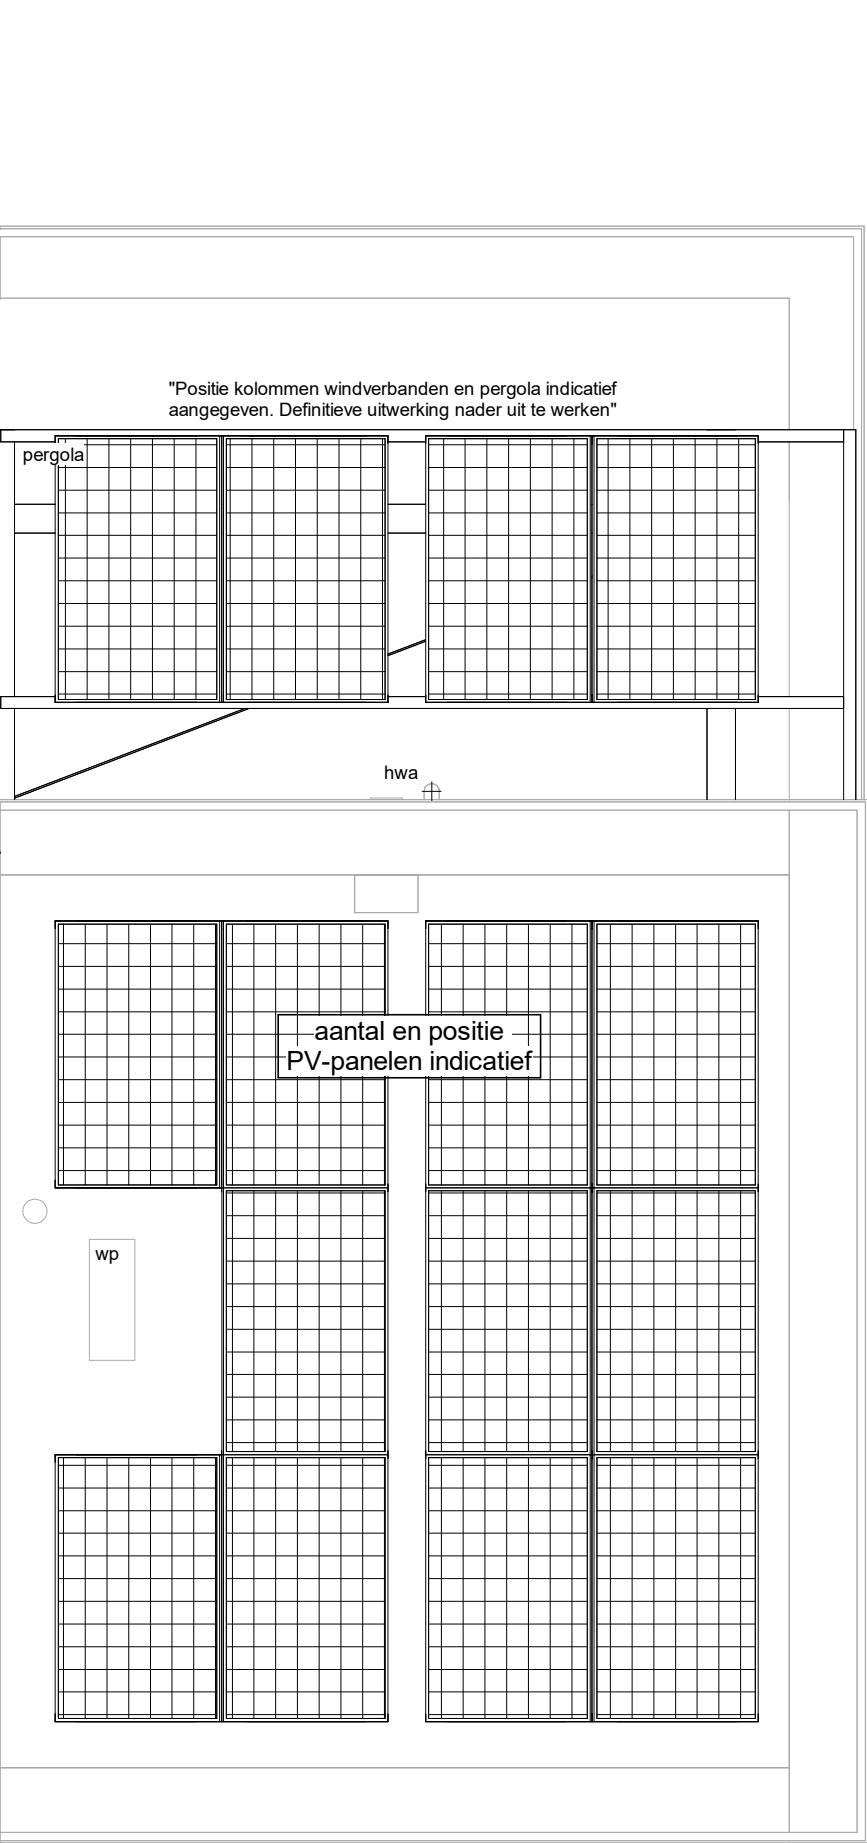 "Positie kolommen windverbanden en pergola indicatief
aangegeven. Definitieve uitwerking nader uit te werken"
pergola
hwa
aantal en positie
PV-panelen indicatief
wp